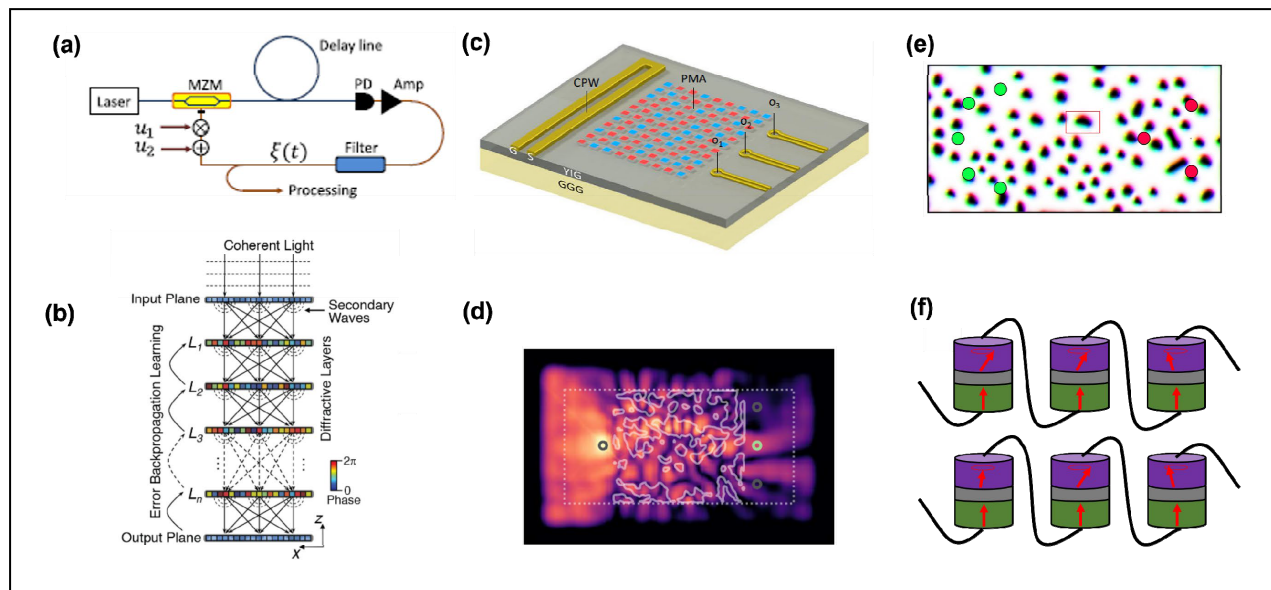 (a)
Delay line
MZM
PD
Amp
Laser
u₁
u₂
ξ(t)
Filter
Processing
(b)
Coherent Light
Input Plane
Secondary
Waves
L₁
L₂
L₃
Lₙ
Error Backpropagation Learning
Diffractive Layers
2π
0
Phase
Output Plane
Z
X
(c)
CPW
PMA
O₃
O₂
O₁
G
S
YIG
GGG
(d)
(e)
(f)